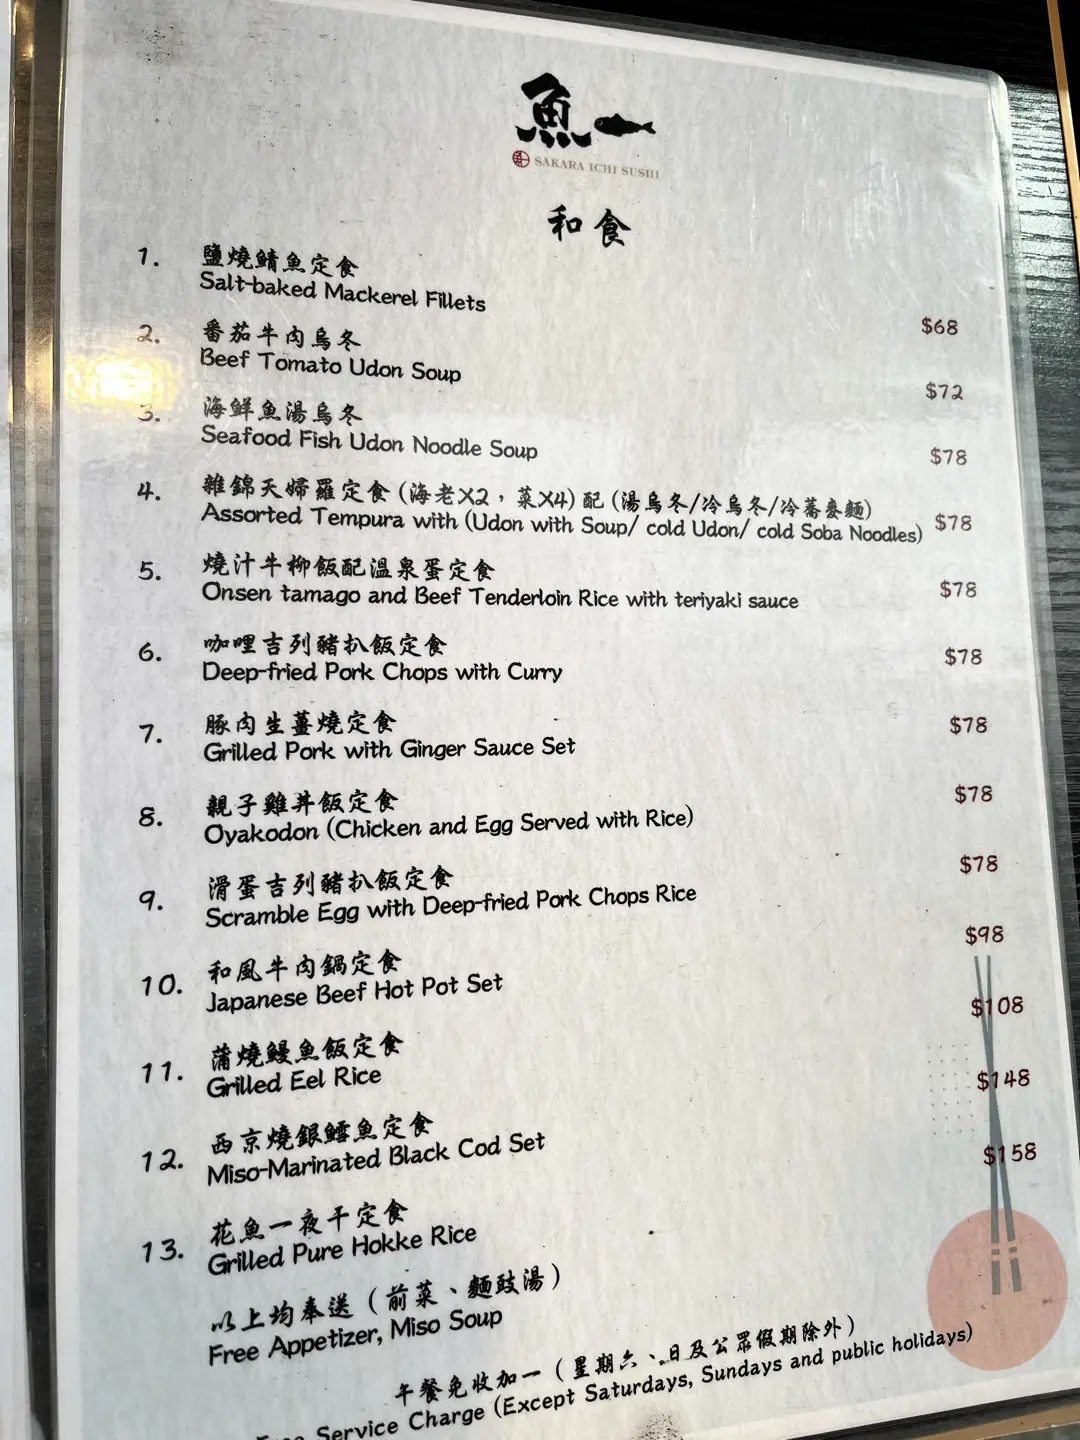 魚一
SAKARA ICHI SUSHI
和食
1. 鹽燒鯖魚定食
Salt-baked Mackerel Fillets
$68
2. 番茄牛肉烏冬
Beef Tomato Udon Soup
$72
3. 海鮮魚湯烏冬
Seafood Fish Udon Noodle Soup
$78
4. 雜錦天婦羅定食 (海老X2，菜X4) 配 (湯烏冬/冷烏冬/冷蕎麥麵)
Assorted Tempura with (Udon with Soup/ cold Udon/ cold Soba Noodles)
$78
5. 燒汁牛柳飯配溫泉蛋定食
Onsen tamago and Beef Tenderloin Rice with teriyaki sauce
$78
6. 咖哩吉列豬扒飯定食
Deep-fried Pork Chops with Curry
$78
7. 豚肉生薑燒定食
Grilled Pork with Ginger Sauce Set
$78
8. 親子雞丼飯定食
Oyakodon (Chicken and Egg Served with Rice)
$78
9. 滑蛋吉列豬扒飯定食
Scramble Egg with Deep-fried Pork Chops Rice
$78
10. 和風牛肉鍋定食
Japanese Beef Hot Pot Set
$98
11. 蒲燒鰻魚飯定食
Grilled Eel Rice
$108
12. 西京燒銀鱈魚定食
Miso-Marinated Black Cod Set
$148
13. 花魚一夜干定食
Grilled Pure Hokke Rice
$158
以上均奉送 (前菜、麵豉湯)
Free Appetizer, Miso Soup
午餐免收加一 (星期六、日及公眾假期除外)
Free Service Charge (Except Saturdays, Sundays and public holidays)